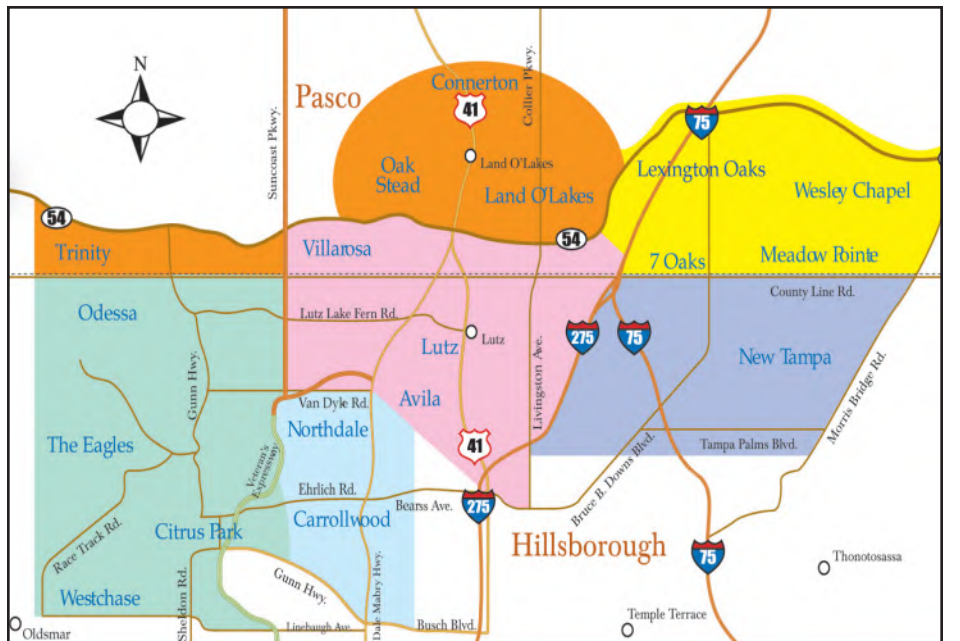 N
Suncoast Pkwy.
Pasco
Connerton
41
Collier Pkwy.
75
Land O'Lakes
Oak
Stead
Land O'Lakes
Lexington Oaks
Wesley Chapel
54
54
Trinity
Villarosa
7 Oaks
Meadow Pointe
County Line Rd.
Odessa
Lutz Lake Fern Rd.
Lutz
Lutz
275
75
New Tampa
Gunn Hwy.
Livingston Ave.
Morris Bridge Rd.
Avila
Van Dyke Rd.
Northdale
The Eagles
Veteran's
Expressway
41
Tampa Palms Blvd.
Bruce B. Downs Blvd.
Ehrlich Rd.
Bearss Ave.
275
Race Track Rd.
Citrus Park
Carrollwood
Hillsborough
75
Thonotosassa
Gunn Hwy.
Westchase
Sheldon Rd.
Dale Mabry Hwy.
Temple Terrace
Oldsmar
Linebaugh Ave.
Busch Blvd.